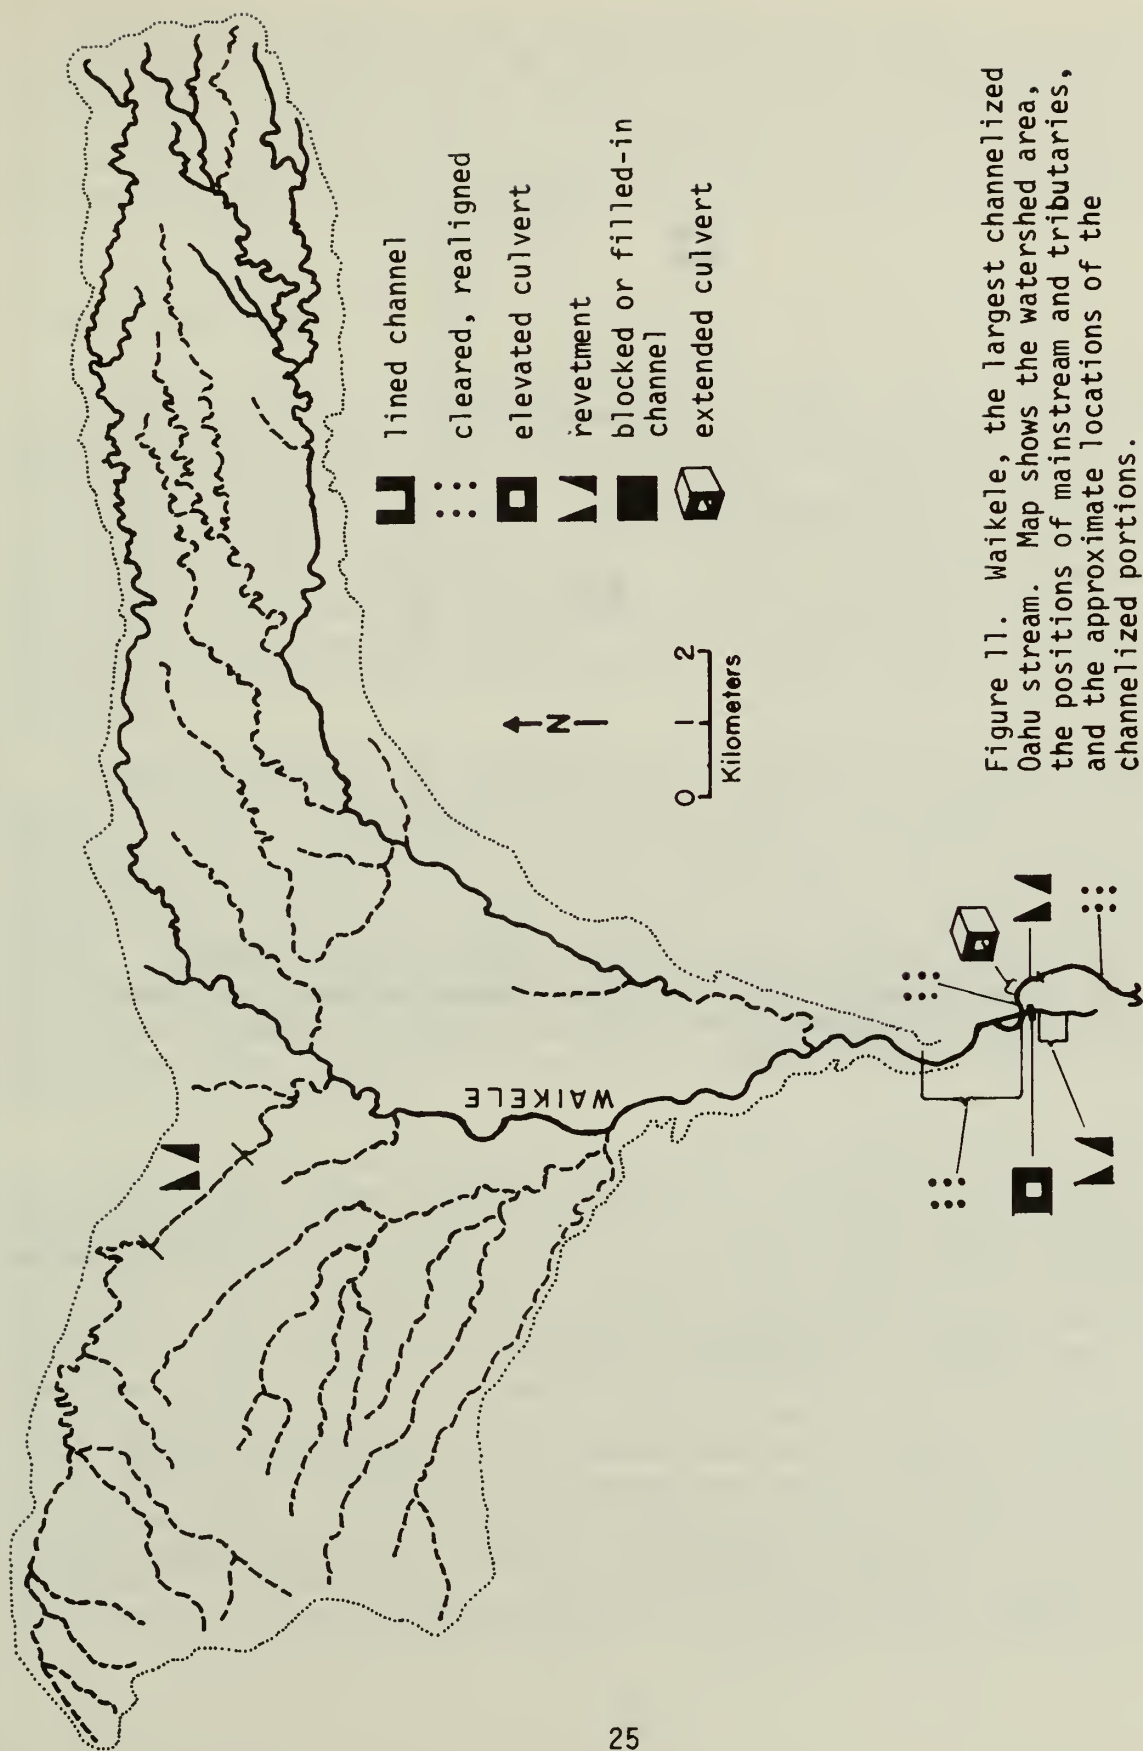 WAIKELE
N
0 1 2
Kilometers
lined channel
cleared, realigned
elevated culvert
revetment
blocked or filled-in
channel
extended culvert
Figure 11. Waikele, the largest channelized
Oahu stream. Map shows the watershed area,
the positions of mainstream and tributaries,
and the approximate locations of the
channelized portions.
25